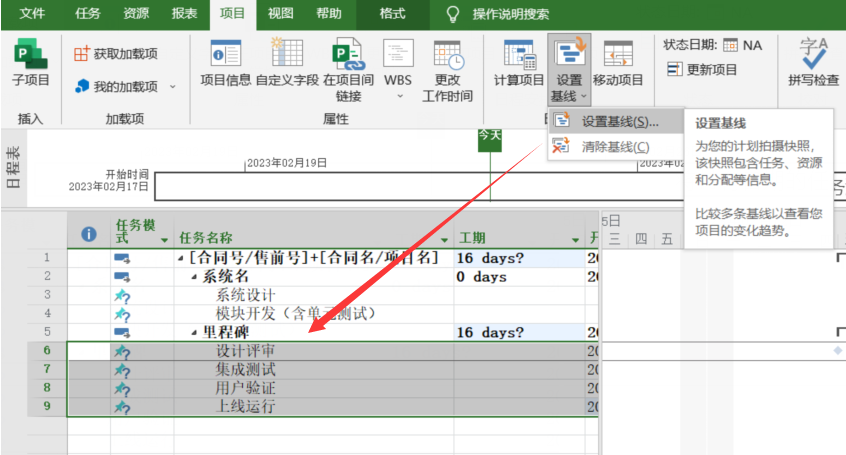 文件 任务 资源 报表 项目 视图 帮助 格式 操作说明搜索
子项目
获取加载项
我的加载项
项目信息 自定义字段 在项目间
链接
WBS
更改
工作时间
计算项目
设置
基线
移动项目
状态日期: NA
更新项目
字A
拼写检查
插入 加载项 属性
设置基线(S)...
清除基线(C)
设置基线
为您的计划拍摄快照,
该快照包含任务、资源
和分配等信息。
比较多条基线以查看您
项目的变化趋势。
日程表
今天
2023年02月19日
开始时间
2023年02月17日
任务模
式
任务名称
工期
5日
三 四 五
1 [合同号/售前号]+[合同名/项目名] 16 days? 20
2 系统名 0 days 20
3 系统设计
4 模块开发（含单元测试）
5 里程碑 16 days? 20
6 设计评审 20
7 集成测试 20
8 用户验证 20
9 上线运行 20